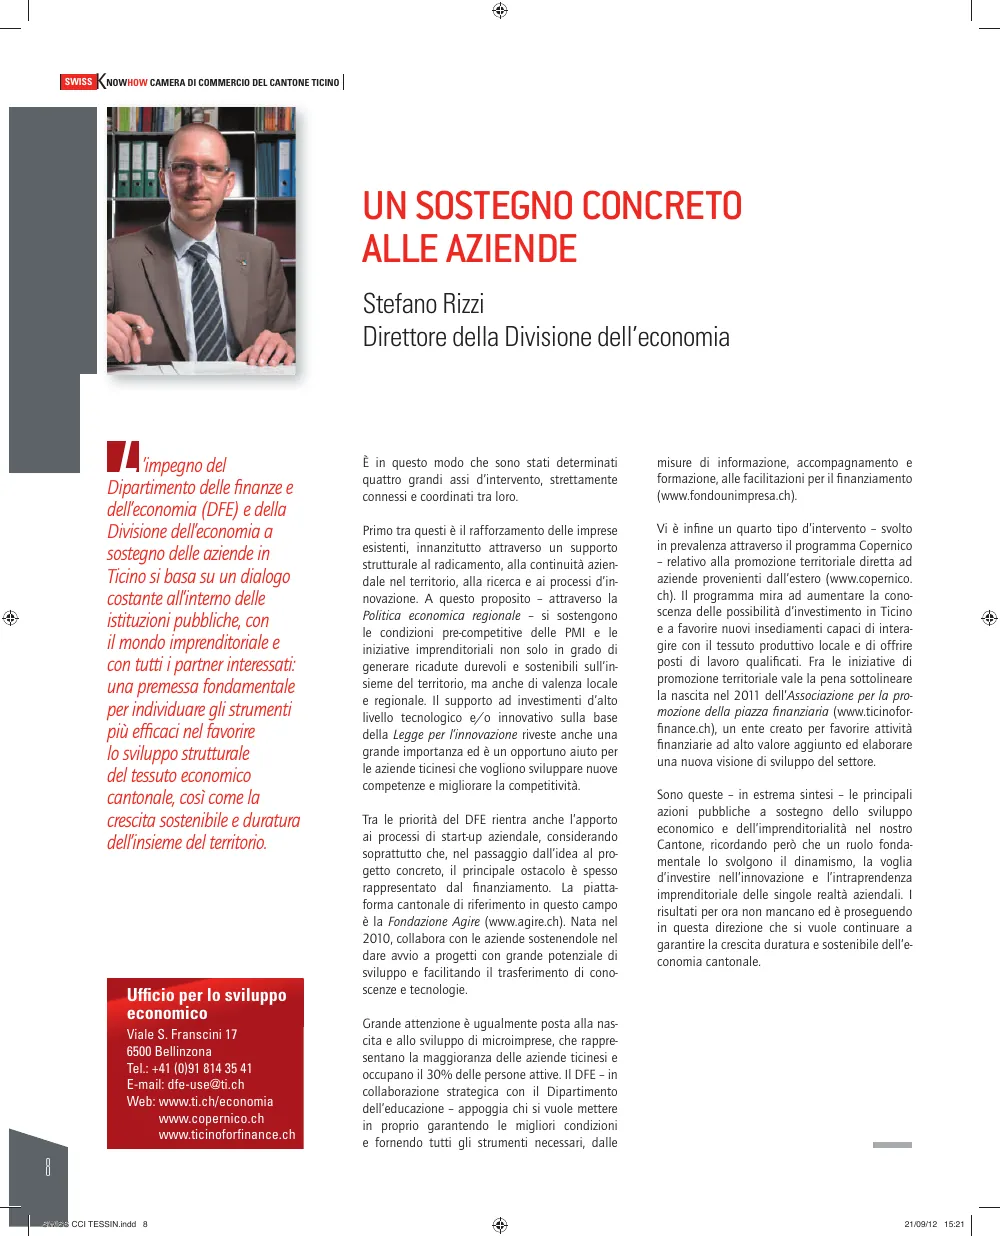 SWISS KNOWHOW CAMERA DI COMMERCIO DEL CANTONE TICINO
UN SOSTEGNO CONCRETO
ALLE AZIENDE
Stefano Rizzi
Direttore della Divisione dell'economia
L'impegno del
Dipartimento delle finanze e
dell'economia (DFE) e della
Divisione dell'economia a
sostegno delle aziende in
Ticino si basa su un dialogo
costante all'interno delle
istituzioni pubbliche, con
il mondo imprenditoriale e
con tutti i partner interessati:
una premessa fondamentale
per individuare gli strumenti
più efficaci nel favorire
lo sviluppo strutturale
del tessuto economico
cantonale, così come la
crescita sostenibile e duratura
dell'insieme del territorio.
Ufficio per lo sviluppo
economico
Viale S. Franscini 17
6500 Bellinzona
Tel.: +41 (0)91 814 35 41
E-mail: dfe-use@ti.ch
Web: www.ti.ch/economia
www.copernico.ch
www.ticinoforfinance.ch
È in questo modo che sono stati determinati
quattro grandi assi d'intervento, strettamente
connessi e coordinati tra loro.
Primo tra questi è il rafforzamento delle imprese
esistenti, innanzitutto attraverso un supporto
strutturale al radicamento, alla continuità azien-
dale nel territorio, alla ricerca e ai processi d'in-
novazione. A questo proposito – attraverso la
Politica economica regionale – si sostengono
le condizioni pre-competitive delle PMI e le
iniziative imprenditoriali non solo in grado di
generare ricadute durevoli e sostenibili sull'in-
sieme del territorio, ma anche di valenza locale
e regionale. Il supporto ad investimenti d'alto
livello tecnologico e/o innovativo sulla base
della Legge per l'innovazione riveste anche una
grande importanza ed è un opportuno aiuto per
le aziende ticinesi che vogliono sviluppare nuove
competenze e migliorare la competitività.
Tra le priorità del DFE rientra anche l'apporto
ai processi di start-up aziendale, considerando
soprattutto che, nel passaggio dall'idea al pro-
getto concreto, il principale ostacolo è spesso
rappresentato dal finanziamento. La piatta-
forma cantonale di riferimento in questo campo
è la Fondazione Agire (www.agire.ch). Nata nel
2010, collabora con le aziende sostenendole nel
dare avvio a progetti con grande potenziale di
sviluppo e facilitando il trasferimento di cono-
scenze e tecnologie.
Grande attenzione è ugualmente posta alla nas-
cita e allo sviluppo di microimprese, che rappre-
sentano la maggioranza delle aziende ticinesi e
occupano il 30% delle persone attive. Il DFE – in
collaborazione strategica con il Dipartimento
dell'educazione – appoggia chi si vuole mettere
in proprio garantendo le migliori condizioni
e fornendo tutti gli strumenti necessari, dalle
misure di informazione, accompagnamento e
formazione, alle facilitazioni per il finanziamento
(www.fondounimpresa.ch).
Vi è infine un quarto tipo d'intervento – svolto
in prevalenza attraverso il programma Copernico
– relativo alla promozione territoriale diretta ad
aziende provenienti dall'estero (www.copernico.
ch). Il programma mira ad aumentare la cono-
scenza delle possibilità d'investimento in Ticino
e a favorire nuovi insediamenti capaci di intera-
gire con il tessuto produttivo locale e di offrire
posti di lavoro qualificati. Fra le iniziative di
promozione territoriale vale la pena sottolineare
la nascita nel 2011 dell'Associazione per la pro-
mozione della piazza finanziaria (www.ticinofor-
finance.ch), un ente creato per favorire attività
finanziarie ad alto valore aggiunto ed elaborare
una nuova visione di sviluppo del settore.
Sono queste – in estrema sintesi – le principali
azioni pubbliche a sostegno dello sviluppo
economico e dell'imprenditorialità nel nostro
Cantone, ricordando però che un ruolo fonda-
mentale lo svolgono il dinamismo, la voglia
d'investire nell'innovazione e l'intraprendenza
imprenditoriale delle singole realtà aziendali. I
risultati per ora non mancano ed è proseguendo
in questa direzione che si vuole continuare a
garantire la crescita duratura e sostenibile dell'e-
conomia cantonale.
8
CCI TESSIN.indd 8
21/09/12 15:21